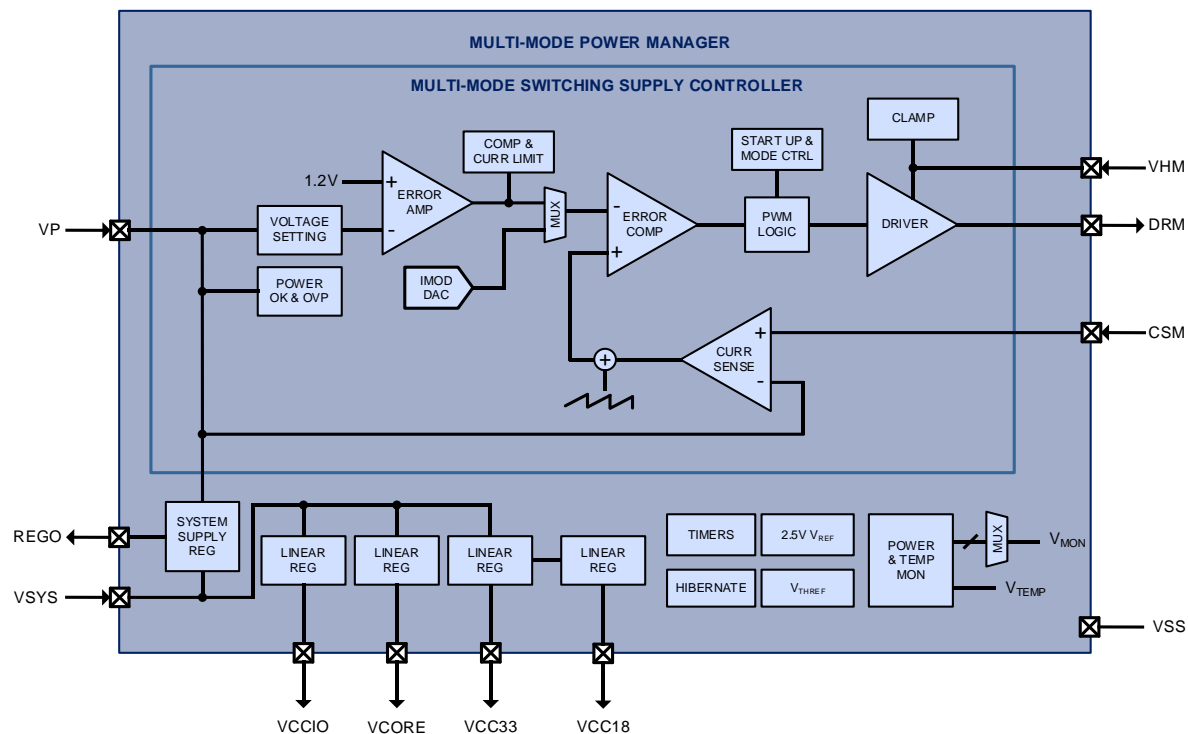 MULTI-MODE POWER MANAGER
MULTI-MODE SWITCHING SUPPLY CONTROLLER
CLAMP
COMP &
CURR LIMIT
START UP &
MODE CTRL
VHM
1.2V
+
ERROR
AMP
-
MUX
-
ERROR
COMP
+
PWM
LOGIC
DRIVER
DRM
VP
VOLTAGE
SETTING
POWER
OK & OVP
IMOD
DAC
+
CURR
SENSE
-
CSM
+
REGO
SYSTEM
SUPPLY
REG
VSYS
LINEAR
REG
LINEAR
REG
LINEAR
REG
LINEAR
REG
TIMERS
2.5V VREF
HIBERNATE
VTHREF
POWER
& TEMP
MON
MUX
VMON
VTEMP
VSS
VCCIO
VCORE
VCC33
VCC18